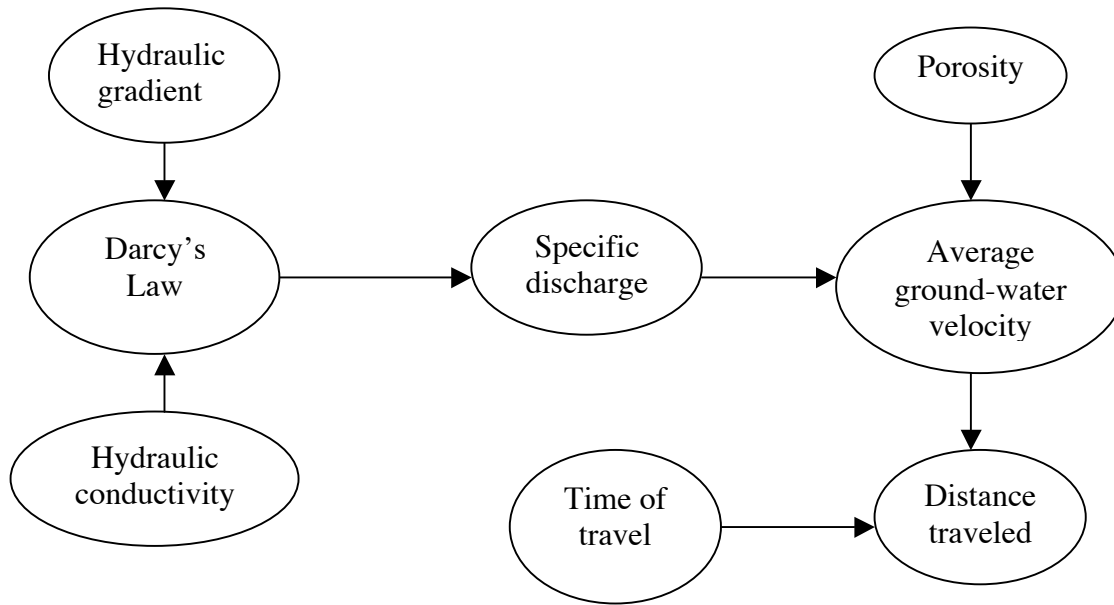 Hydraulic
gradient
Porosity
Darcy’s
Law
Specific
discharge
Average
ground-water
velocity
Hydraulic
conductivity
Time of
travel
Distance
traveled